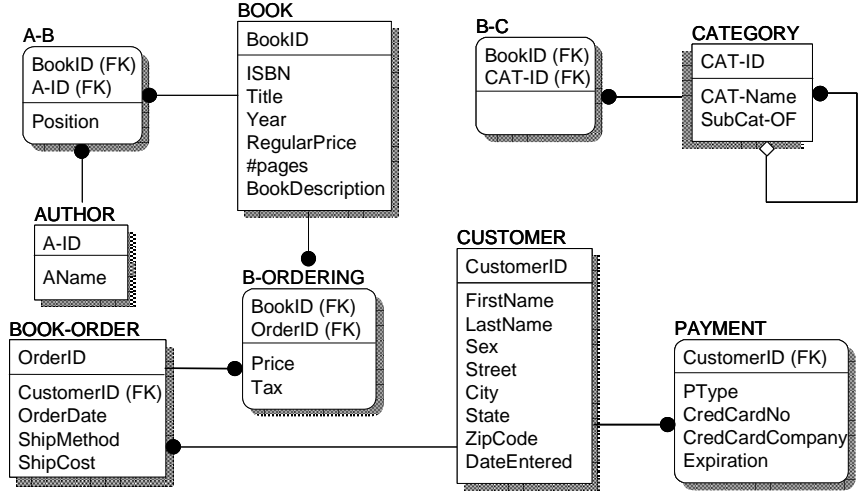 A-B
BookID (FK)
A-ID (FK)
Position
BOOK
BookID
ISBN
Title
Year
RegularPrice
#pages
BookDescription
B-C
BookID (FK)
CAT-ID (FK)
CATEGORY
CAT-ID
CAT-Name
SubCat-OF
AUTHOR
A-ID
AName
B-ORDERING
BookID (FK)
OrderID (FK)
Price
Tax
BOOK-ORDER
OrderID
CustomerID (FK)
OrderDate
ShipMethod
ShipCost
CUSTOMER
CustomerID
FirstName
LastName
Sex
Street
City
State
ZipCode
DateEntered
PAYMENT
CustomerID (FK)
PType
CredCardNo
CredCardCompany
Expiration